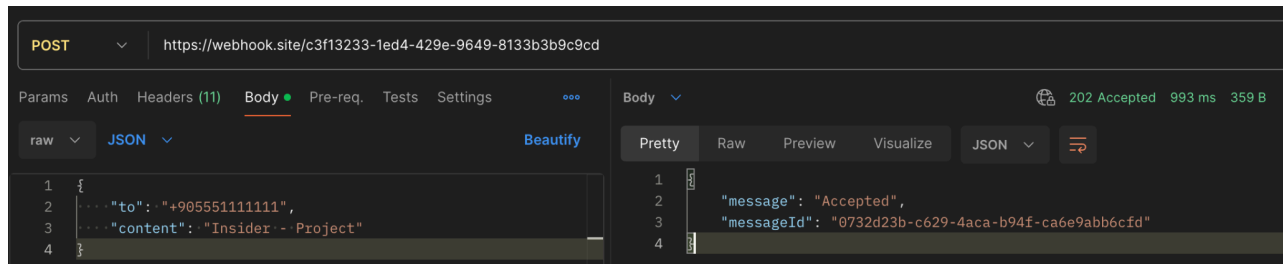 POST https://webhook.site/c3f13233-1ed4-429e-9649-8133b3b9c9cd
Params Auth Headers (11) Body Pre-req. Tests Settings
raw JSON Beautify
1 {
2 ····"to":·"+905551111111",
3 ····"content":·"Insider·-·Project"
4 }
Body 202 Accepted 993 ms 359 B
Pretty Raw Preview Visualize JSON
1 {
2 "message": "Accepted",
3 "messageId": "0732d23b-c629-4aca-b94f-ca6e9abb6cfd"
4 }